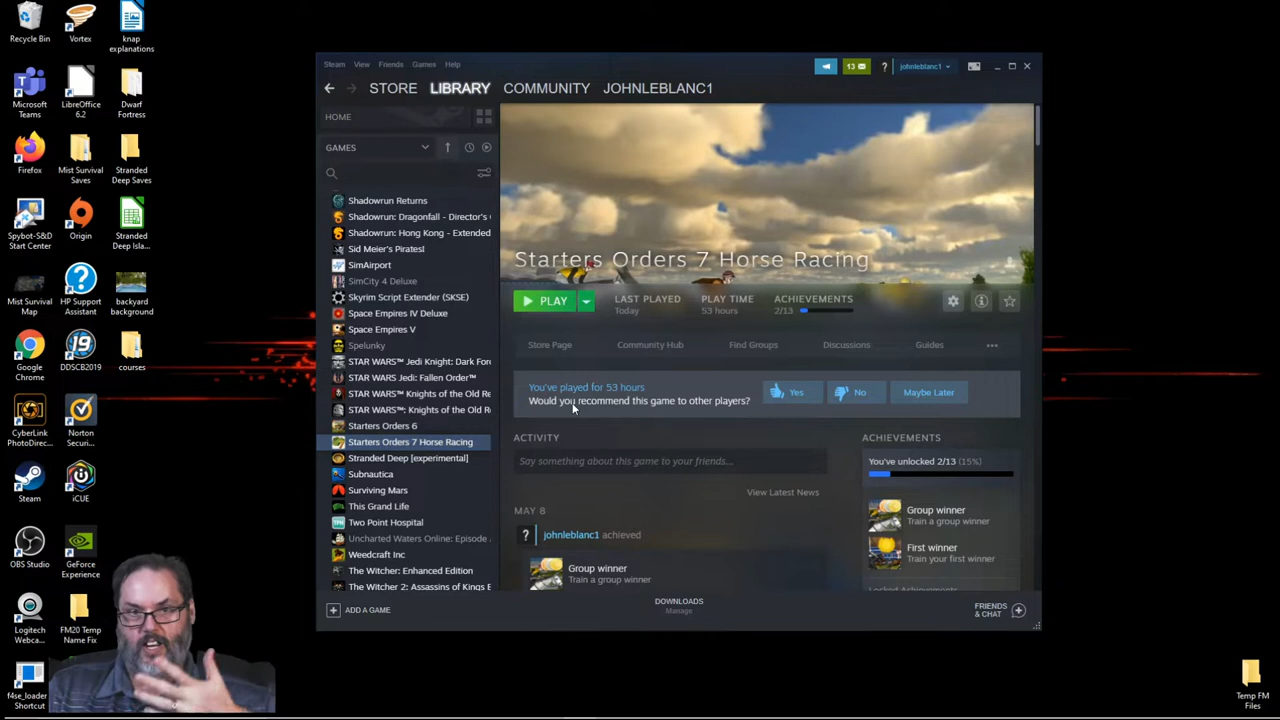 Recycle Bin
Vortex
knap explanations
Microsoft Teams
LibreOffice 6.2
Dwarf Fortress
Firefox
Mist Survival Saves
Stranded Deep Saves
Spybot-S&D Start Center
Origin
Stranded Deep Isla...
Mist Survival Map
HP Support Assistant
backyard background
Google Chrome
DDSCB2019
19
courses
CyberLink PhotoDirec...
Norton Securi...
Steam
iCUE
OBS Studio
GeForce Experience
Logitech Webca...
FM20 Temp Name Fix
f4se_loader Shortcut
Temp FM Files
Steam View Friends Games Help
13
?
johnleblanc1
STORE LIBRARY COMMUNITY JOHNLEBLANC1
HOME
GAMES
Shadowrun Returns
Shadowrun: Dragonfall - Director's
Shadowrun: Hong Kong - Extended
Sid Meier's Pirates!
SimAirport
SimCity 4 Deluxe
Skyrim Script Extender (SKSE)
Space Empires IV Deluxe
Space Empires V
Spelunky
STAR WARS™ Jedi Knight: Dark For
STAR WARS Jedi: Fallen Order™
STAR WARS™ Knights of the Old Re
STAR WARS™: Knights of the Old R
Starters Orders 6
Starters Orders 7 Horse Racing
Stranded Deep [experimental]
Subnautica
Surviving Mars
This Grand Life
Two Point Hospital
Uncharted Waters Online: Episode
Weedcraft Inc
The Witcher: Enhanced Edition
The Witcher 2: Assassins of Kings E
+ ADD A GAME
Starters Orders 7 Horse Racing
PLAY
LAST PLAYED
Today
PLAY TIME
53 hours
ACHIEVEMENTS
2/13
Store Page Community Hub Find Groups Discussions Guides ...
You've played for 53 hours
Would you recommend this game to other players?
Yes No Maybe Later
ACTIVITY
Say something about this game to your friends...
View Latest News
MAY 8
? johnleblanc1 achieved
Group winner
Train a group winner
ACHIEVEMENTS
You've unlocked 2/13 (15%)
Group winner
Train a group winner
First winner
Train your first winner
Locked Achievements
DOWNLOADS
Manage
FRIENDS & CHAT +